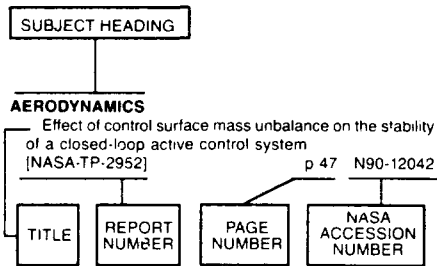 SUBJECT HEADING
AERODYNAMICS
Effect of control surface mass unbalance on the stability
of a closed-loop active control system
[NASA-TP-2952] p 47 N90-12042
TITLE
REPORT
NUMBER
PAGE
NUMBER
NASA
ACCESSION
NUMBER